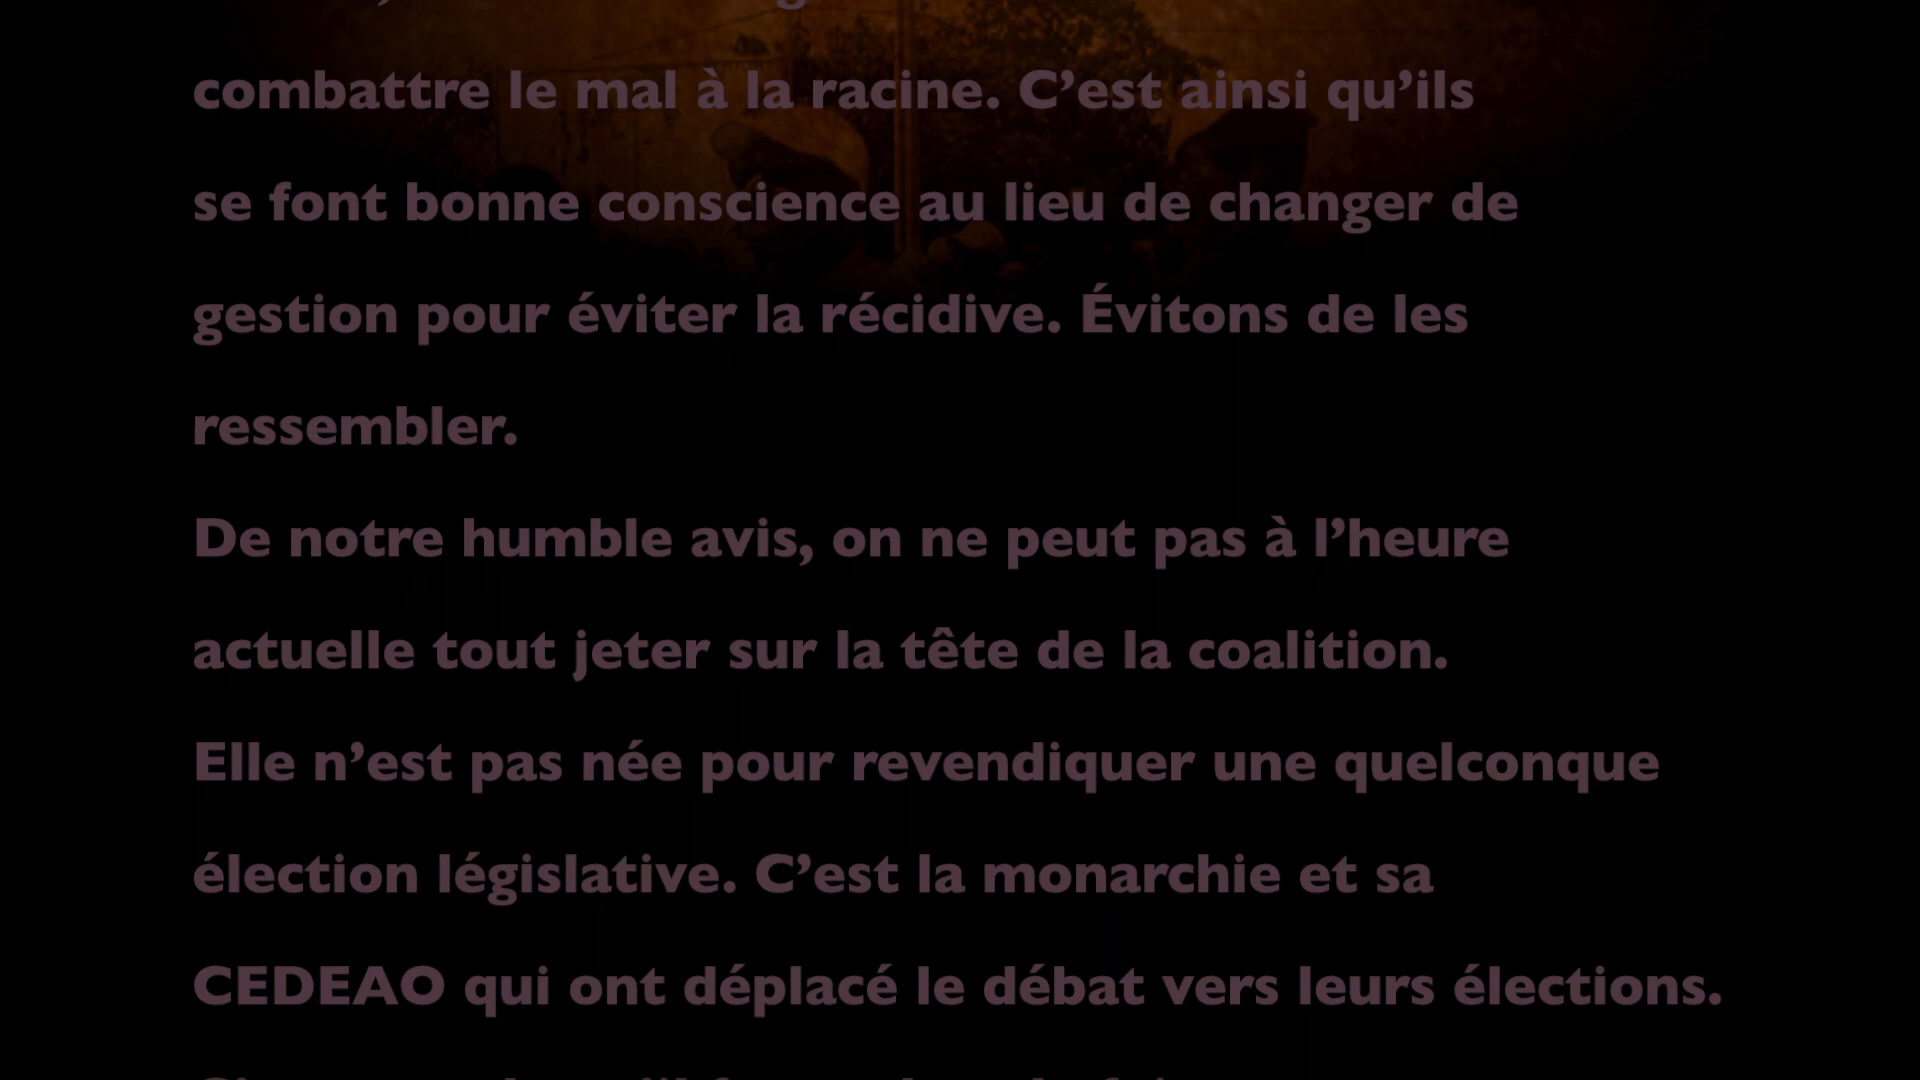 combattre le mal à la racine. C’est ainsi qu’ils
se font bonne conscience au lieu de changer de
gestion pour éviter la récidive. Évitons de les
ressembler.
De notre humble avis, on ne peut pas à l’heure
actuelle tout jeter sur la tête de la coalition.
Elle n’est pas née pour revendiquer une quelconque
élection législative. C’est la monarchie et sa
CEDEAO qui ont déplacé le débat vers leurs élections.